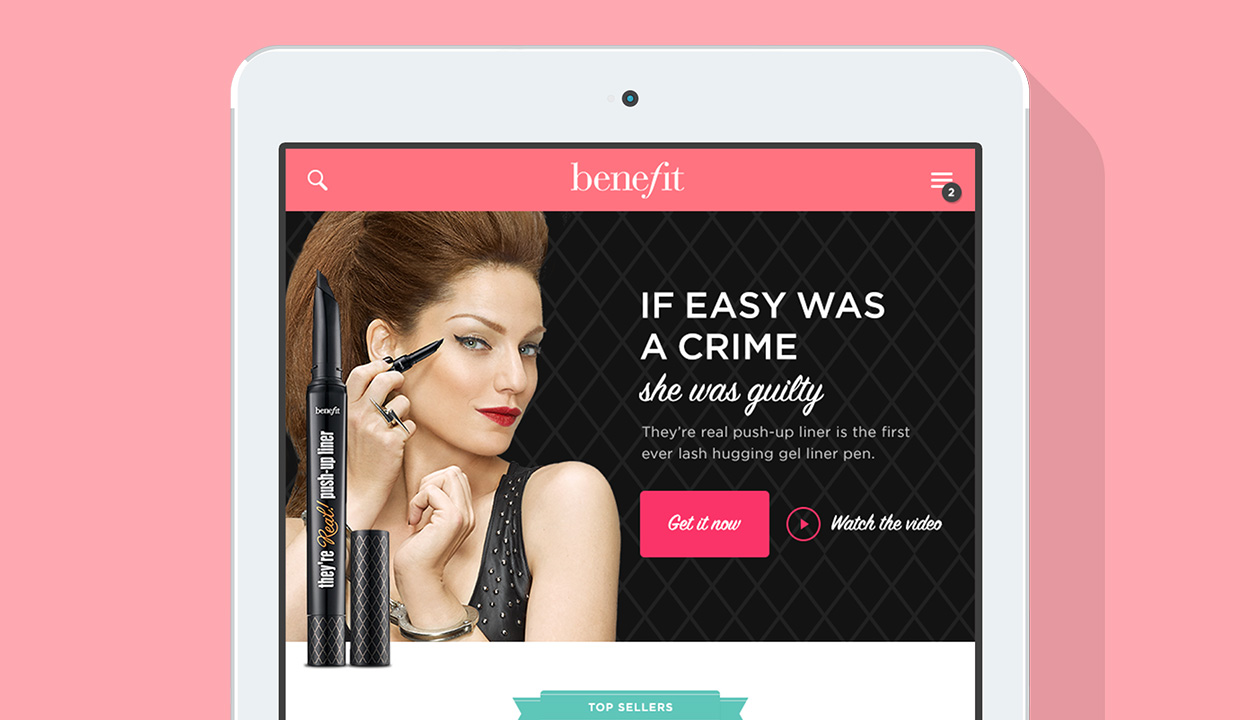 benefit
2
IF EASY WAS
A CRIME
she was guilty
They're real push-up liner is the first
ever lash hugging gel liner pen.
Get it now
Watch the video
benefit
they're Real! push-up liner
TOP SELLERS